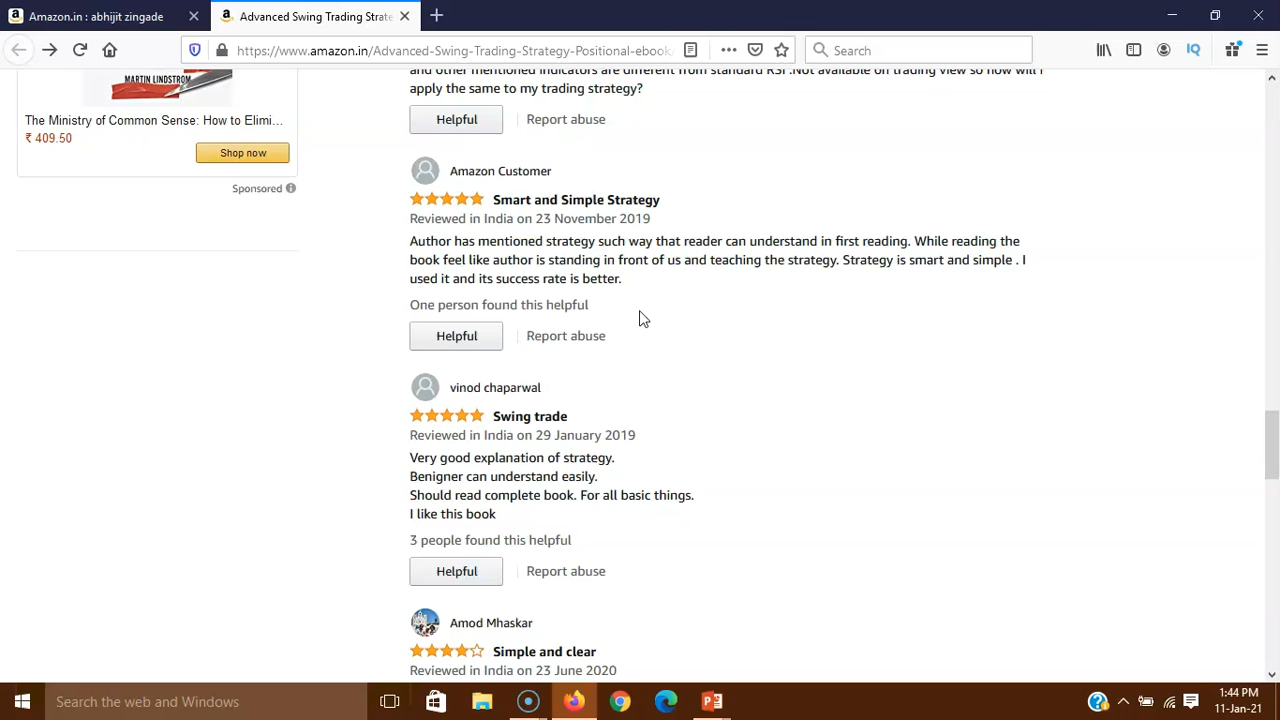 Amazon.in : abhijit zingade
Advanced Swing Trading Strate
https://www.amazon.in/Advanced-Swing-Trading-Strategy-Positional-ebook/
Search
MARTIN LINDSTROM
The Ministry of Common Sense: How to Elimi...
₹ 409.50
Shop now
Sponsored
and other mentioned indicators are different from standard RSI .Not available on trading view so how will I
apply the same to my trading strategy?
Helpful
Report abuse
Amazon Customer
Smart and Simple Strategy
Reviewed in India on 23 November 2019
Author has mentioned strategy such way that reader can understand in first reading. While reading the
book feel like author is standing in front of us and teaching the strategy. Strategy is smart and simple . I
used it and its success rate is better.
One person found this helpful
Helpful
Report abuse
vinod chaparwal
Swing trade
Reviewed in India on 29 January 2019
Very good explanation of strategy.
Benigner can understand easily.
Should read complete book. For all basic things.
I like this book
3 people found this helpful
Helpful
Report abuse
Amod Mhaskar
Simple and clear
Reviewed in India on 23 June 2020
Search the web and Windows
1:44 PM
11-Jan-21